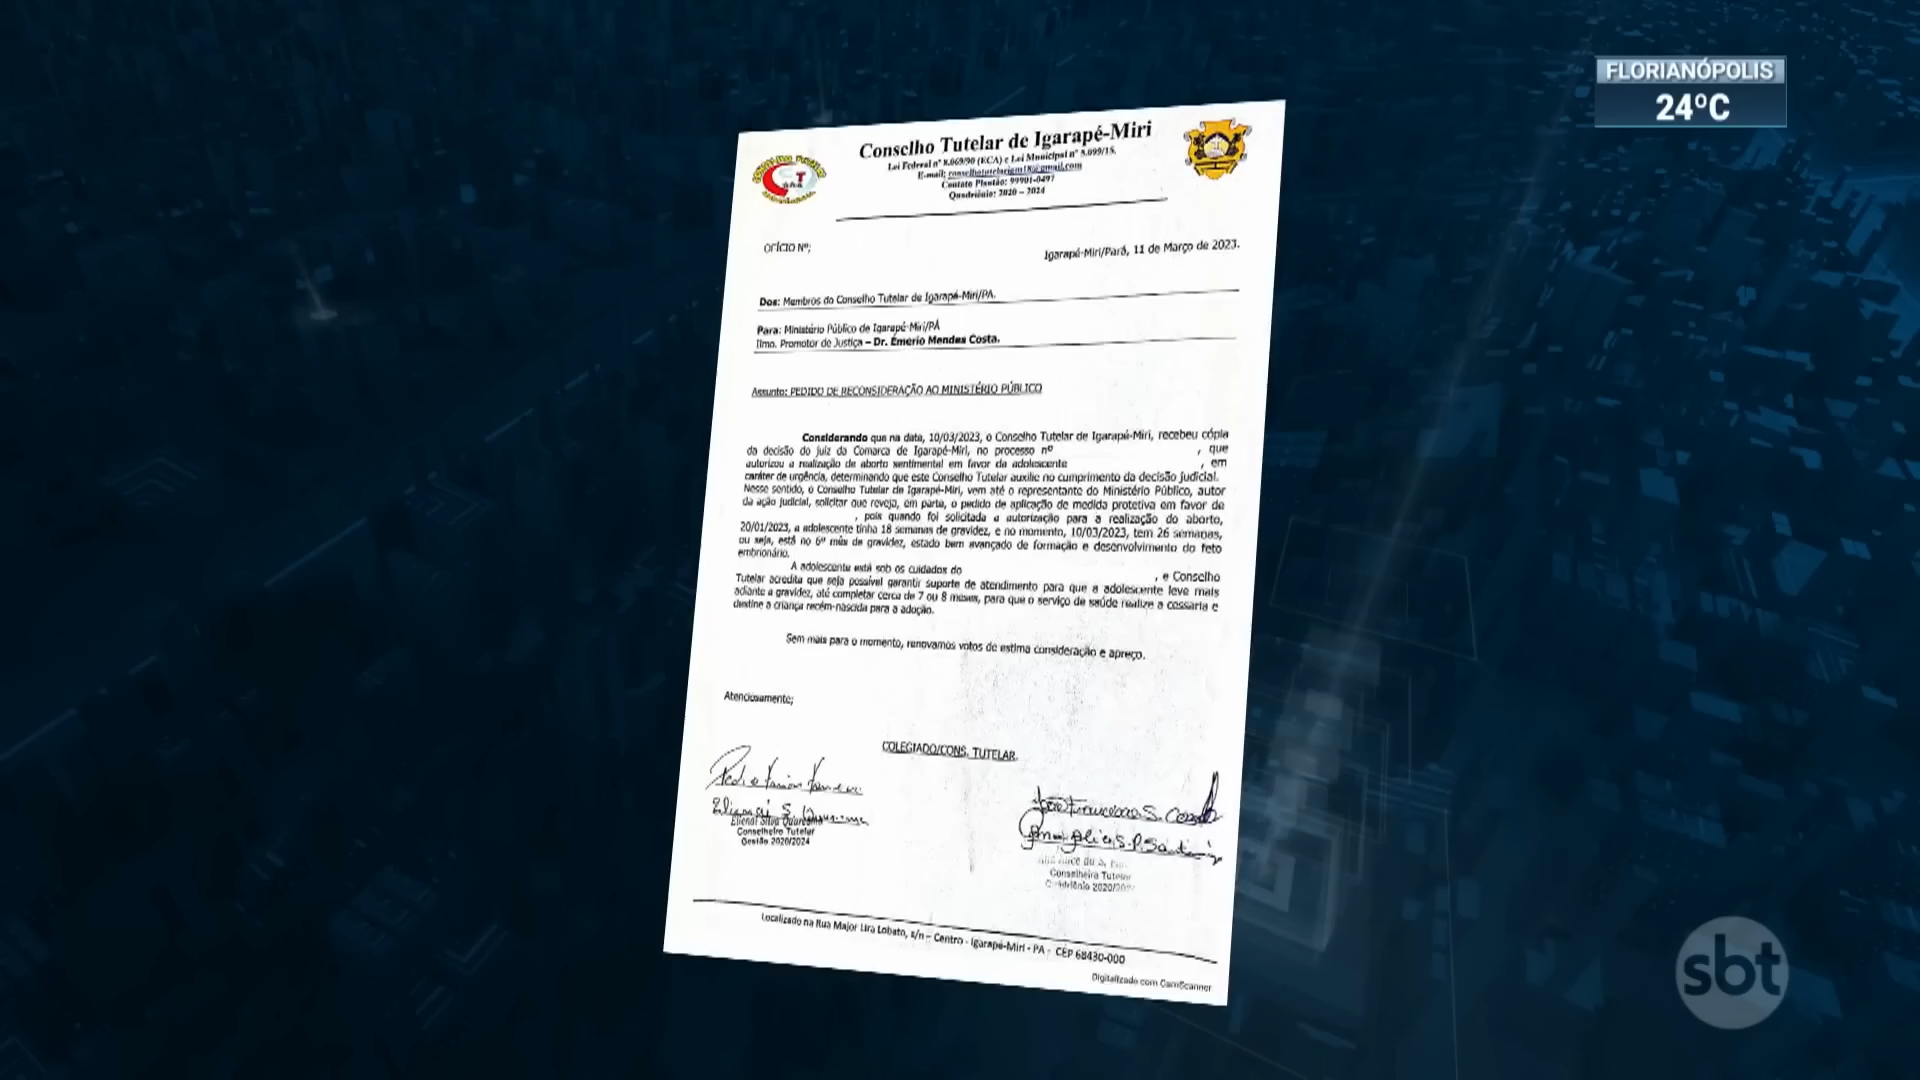 FLORIANÓPOLIS
24ºC
Conselho Tutelar de Igarapé-Miri
Lei Federal nº 8.069/90 (ECA) e Lei Municipal nº 5.099/15.
E-mail: conselhotutelarigm18@gmail.com
Contato Plantão: 99901-0497
Quadriênio: 2020 – 2024
OFÍCIO Nº;
Igarapé-Miri/Pará, 11 de Março de 2023.
Dos: Membros do Conselho Tutelar de Igarapé-Miri/PA.
Para: Ministério Público de Igarapé-Miri/PA
Ilmo. Promotor de Justiça – Dr. Emerio Mendes Costa.
Assunto: PEDIDO DE RECONSIDERAÇÃO AO MINISTÉRIO PÚBLICO
Considerando que na data, 10/03/2023, o Conselho Tutelar de Igarapé-Miri, recebeu cópia
da decisão do juiz da Comarca de Igarapé-Miri, no processo nº , que
autorizou a realização de aborto sentimental em favor da adolescente , em
caráter de urgência, determinando que este Conselho Tutelar auxilie no cumprimento da decisão judicial.
Nesse sentido, o Conselho Tutelar de Igarapé-Miri, vem até o representante do Ministério Público, autor
da ação judicial, solicitar que reveja, em parte, o pedido de aplicação de medida protetiva em favor de
, pois quando foi solicitada a autorização para a realização do aborto,
20/01/2023, a adolescente tinha 18 semanas de gravidez, e no momento, 10/03/2023, tem 26 semanas,
ou seja, está no 6º mês de gravidez, estado bem avançado de formação e desenvolvimento do feto
embrionário.
A adolescente está sob os cuidados do , e Conselho
Tutelar acredita que seja possível garantir suporte de atendimento para que a adolescente leve mais
adiante a gravidez, até completar cerca de 7 ou 8 meses, para que o serviço de saúde realize a cessaria e
destine a criança recém-nascida para a adoção.
Sem mais para o momento, renovamos votos de estima consideração e apreço.
Atenciosamente;
COLEGIADO/CONS. TUTELAR.
Elienai Silva Quaresma
Conselheiro Tutelar
Gestão 2020/2024
Conselheira Tutelar
Localizado na Rua Major Lira Lobato, s/n – Centro - Igarapé-Miri - PA - CEP 68430-000
Digitalizado com CamScanner
sbt